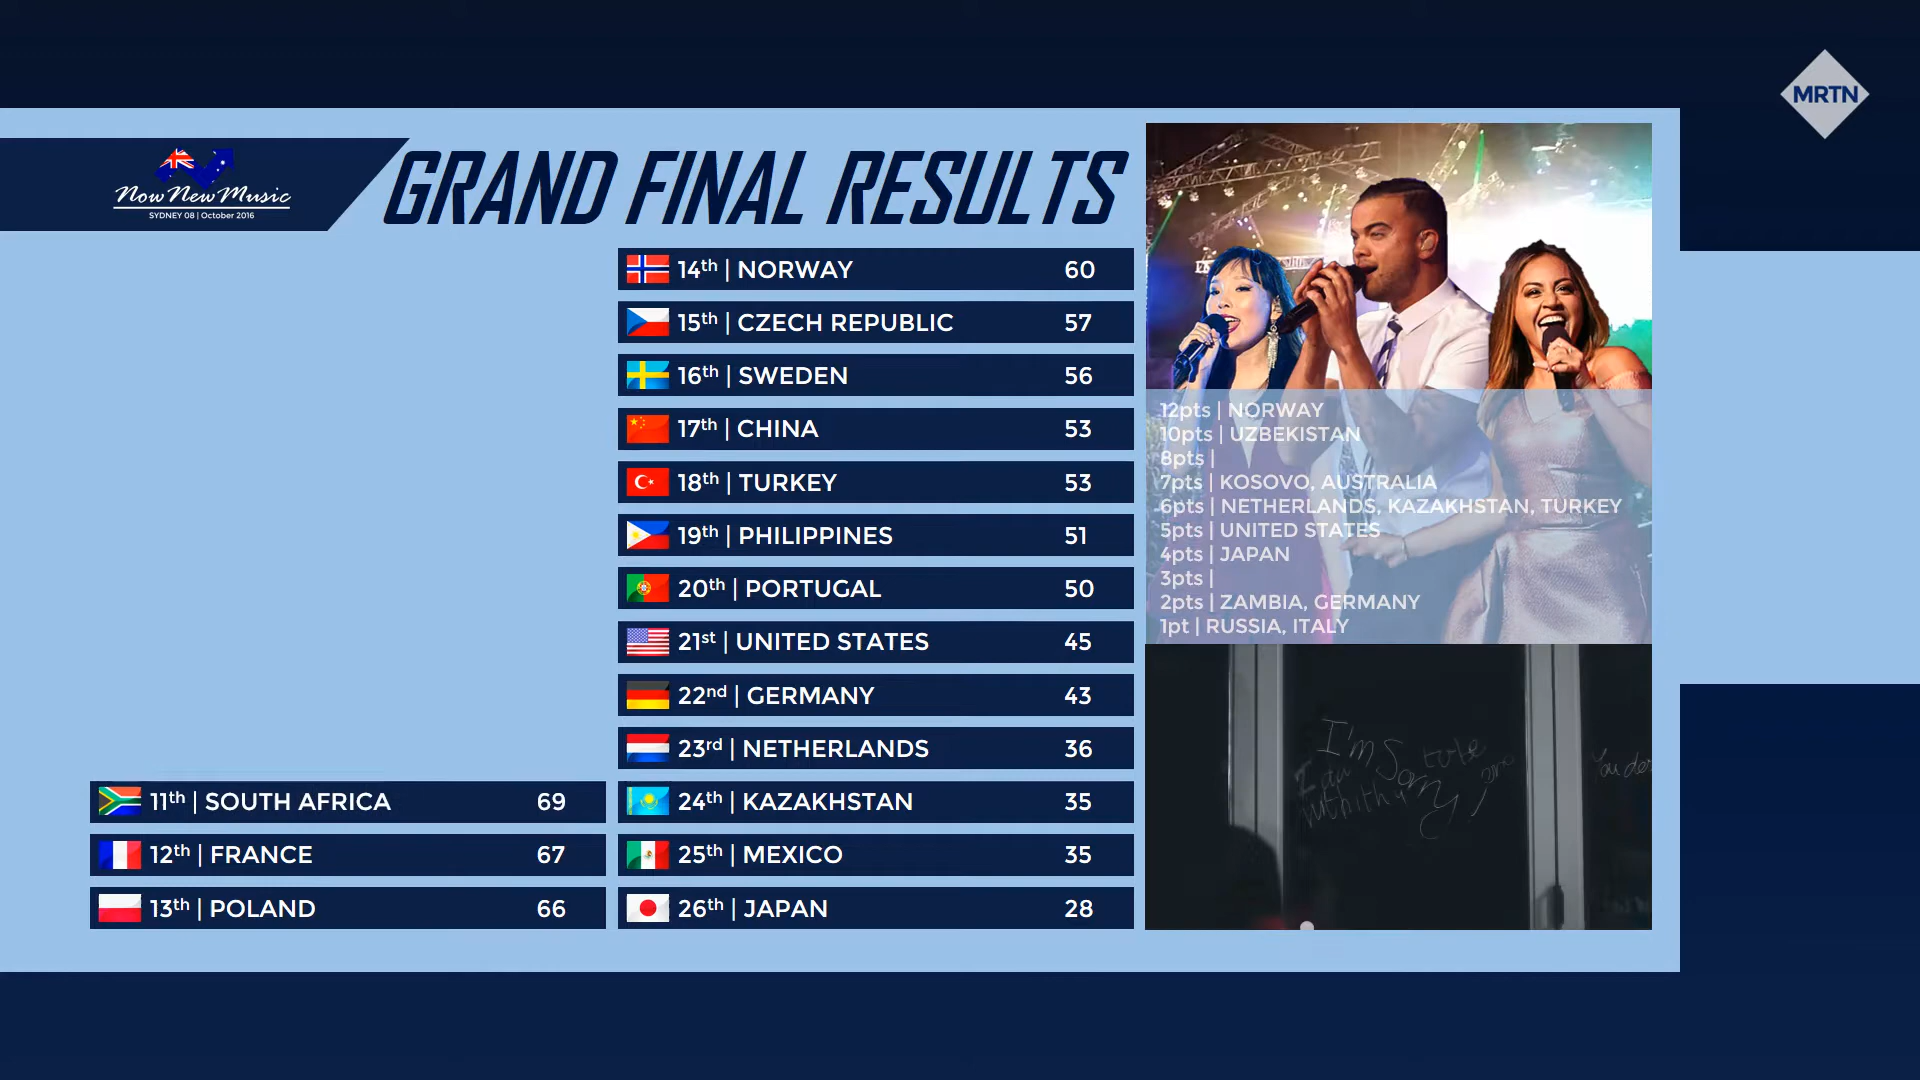 MRTN
Now New Music
SYDNEY 08 | October 2016
GRAND FINAL RESULTS
11th | SOUTH AFRICA 69
12th | FRANCE 67
13th | POLAND 66
14th | NORWAY 60
15th | CZECH REPUBLIC 57
16th | SWEDEN 56
17th | CHINA 53
18th | TURKEY 53
19th | PHILIPPINES 51
20th | PORTUGAL 50
21st | UNITED STATES 45
22nd | GERMANY 43
23rd | NETHERLANDS 36
24th | KAZAKHSTAN 35
25th | MEXICO 35
26th | JAPAN 28
12pts | NORWAY
10pts | UZBEKISTAN
8pts |
7pts | KOSOVO, AUSTRALIA
6pts | NETHERLANDS, KAZAKHSTAN, TURKEY
5pts | UNITED STATES
4pts | JAPAN
3pts |
2pts | ZAMBIA, GERMANY
1pt | RUSSIA, ITALY
I'm Sorry
You